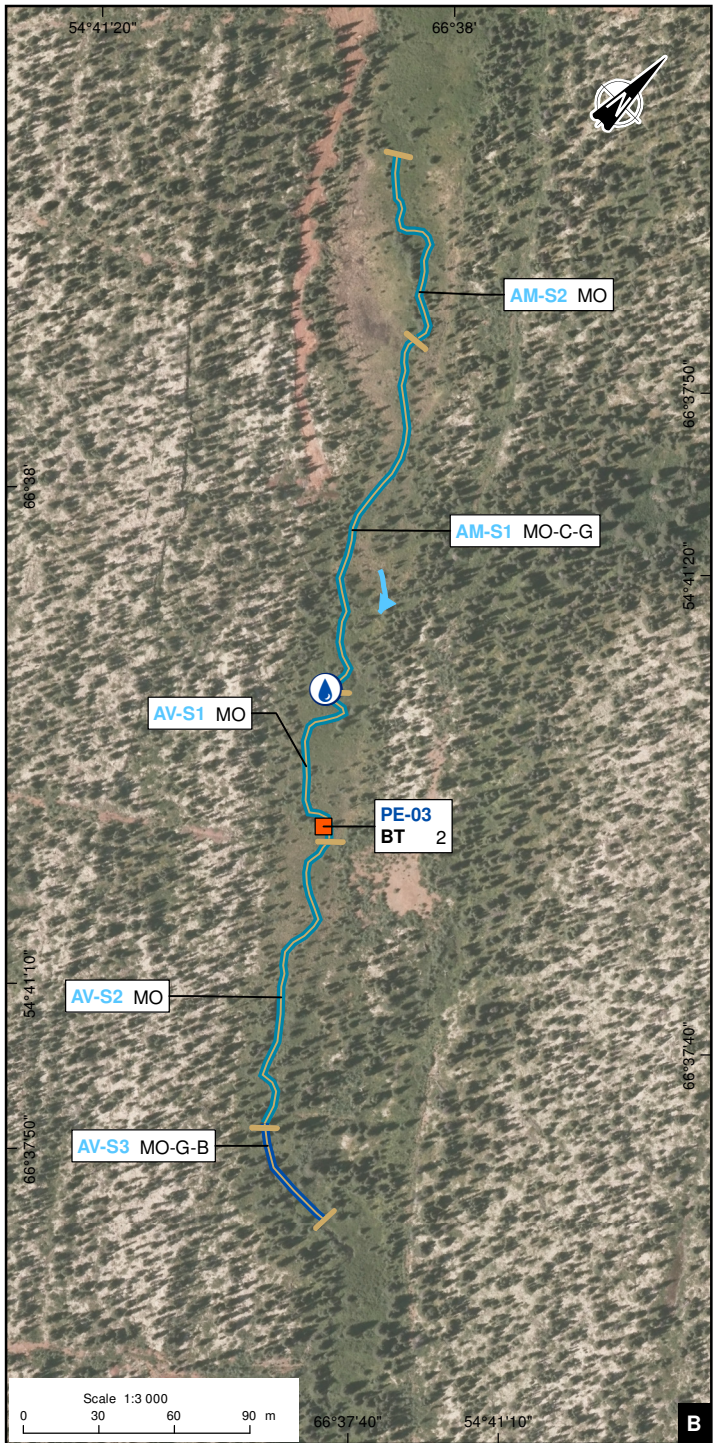 54°41'20"
66°38'
N
AM-S2 MO
66°37'50"
66°38'
AM-S1 MO-C-G
54°41'20"
AV-S1 MO
PE-03
BT 2
54°41'10"
AV-S2 MO
66°37'40"
66°37'50"
AV-S3 MO-G-B
Scale 1:3 000
0 30 60 90 m
66°37'40"
54°41'10"
B